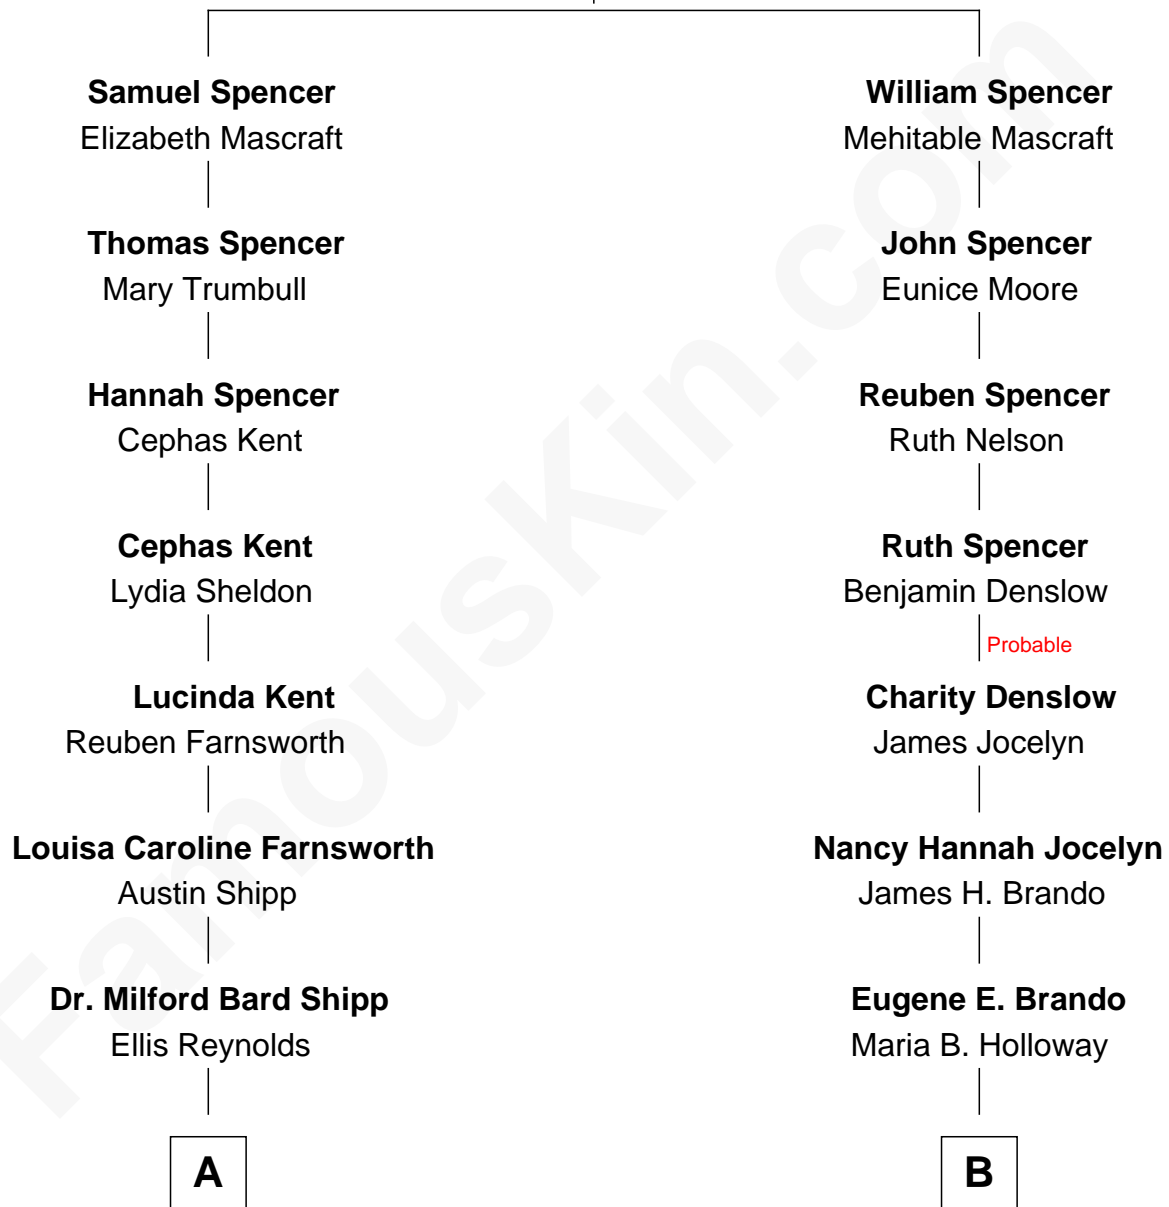 Samuel Spencer
Elizabeth Mascraft
Thomas Spencer
Mary Trumbull
Hannah Spencer
Cephas Kent
Cephas Kent
Lydia Sheldon
Lucinda Kent
Reuben Farnsworth
Louisa Caroline Farnsworth
Austin Shipp
Dr. Milford Bard Shipp
Ellis Reynolds
A
William Spencer
Mehitable Mascraft
John Spencer
Eunice Moore
Reuben Spencer
Ruth Nelson
Ruth Spencer
Benjamin Denslow
Probable
Charity Denslow
James Jocelyn
Nancy Hannah Jocelyn
James H. Brando
Eugene E. Brando
Maria B. Holloway
B
FamousKin.com